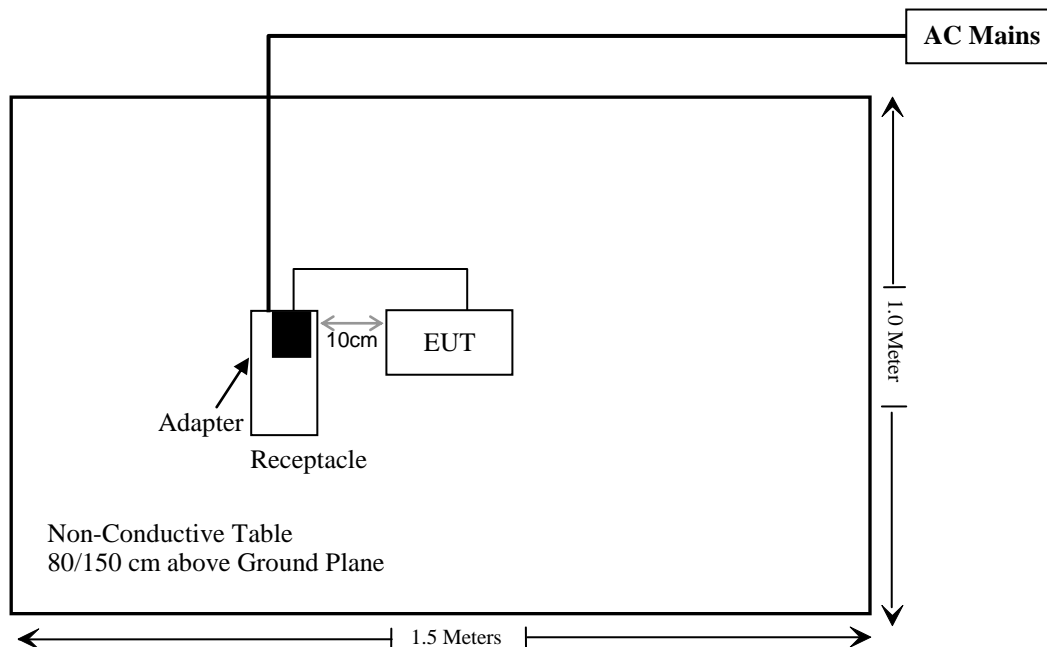 AC Mains
10cm
EUT
1.0 Meter
Adapter
Receptacle
Non-Conductive Table
80/150 cm above Ground Plane
1.5 Meters